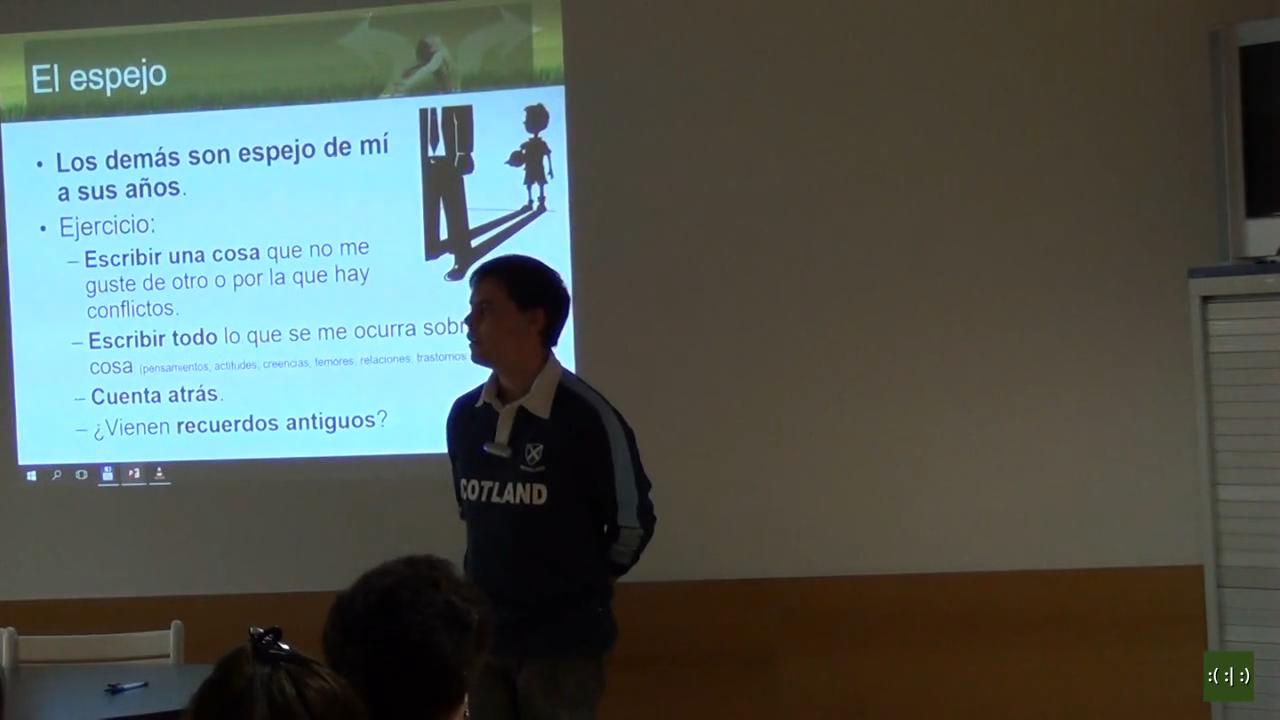 El espejo
• Los demás son espejo de mí
a sus años.
• Ejercicio:
– Escribir una cosa que no me
guste de otro o por la que hay
conflictos.
– Escribir todo lo que se me ocurra sobr
cosa (pensamientos, actitudes, creencias, temores, relaciones, trastornos
– Cuenta atrás.
– ¿Vienen recuerdos antiguos?
COTLAND
:( :| :)